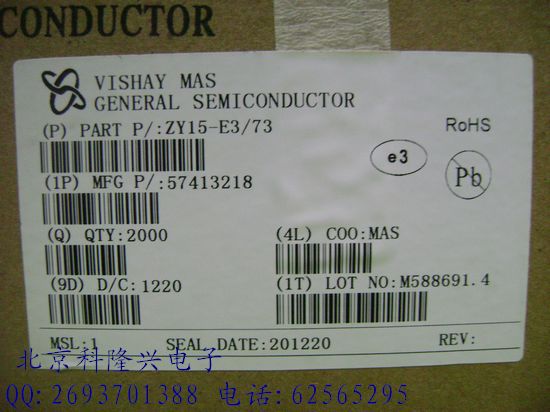 CONDUCTOR
VISHAY MAS
GENERAL SEMICONDUCTOR
(P) PART P/:ZY15-E3/73
RoHS
e3
Pb
(1P) MFG P/:57413218
(Q) QTY:2000
(4L) COO:MAS
(9D) D/C:1220
(1T) LOT NO:M588691.4
MSL:1 SEAL DATE:201220 REV:
北京科隆兴电子
QQ:2693701388 电话:62565295